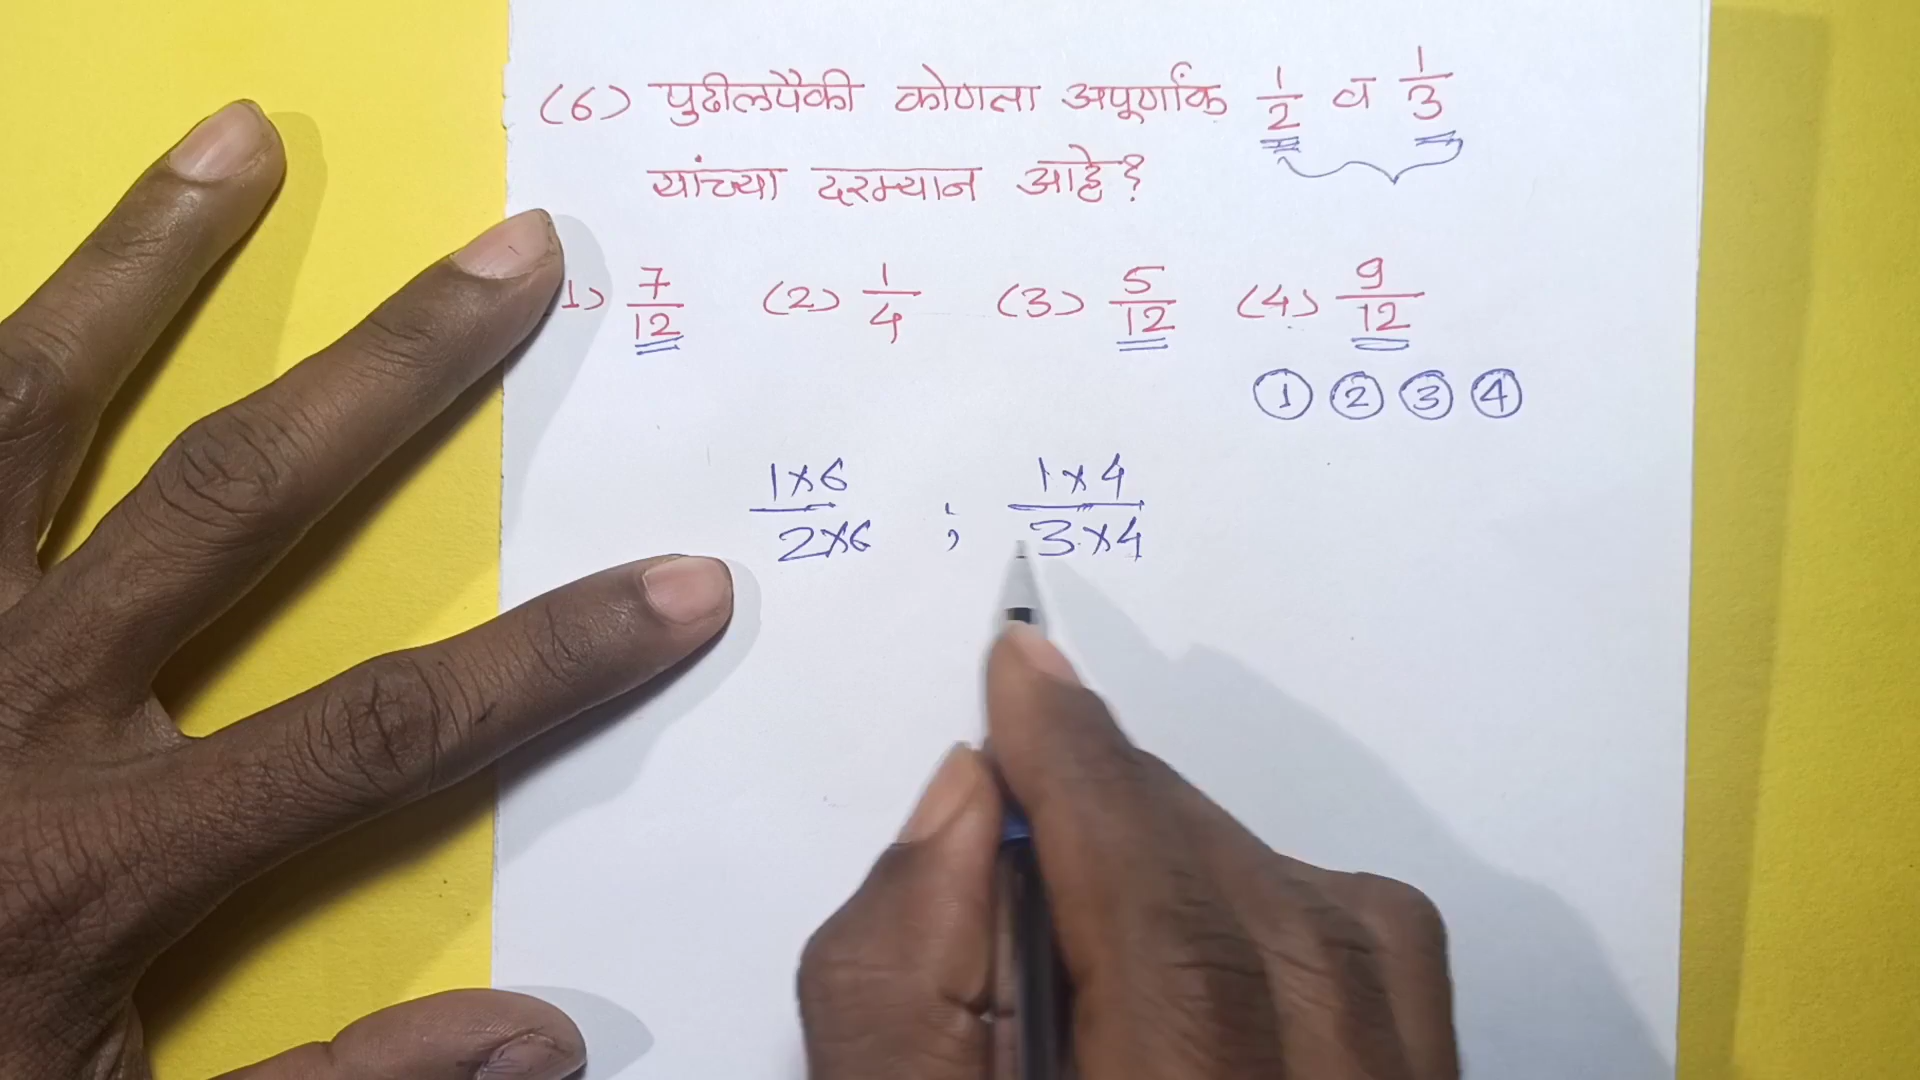 (6) पुढीलपैकी कोणता अपूर्णांक 1/2 व 1/3
यांच्या दरम्यान आहे?
1) 7/12 (2) 1/4 (3) 5/12 (4) 9/12
① ② ③ ④
1×6/2×6 ; 1×4/3×4